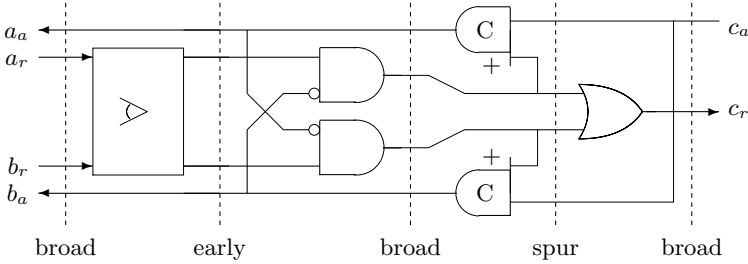 a_a
C
c_a
a_r
+
c_r
+
b_r
b_a
C
broad early broad spur broad